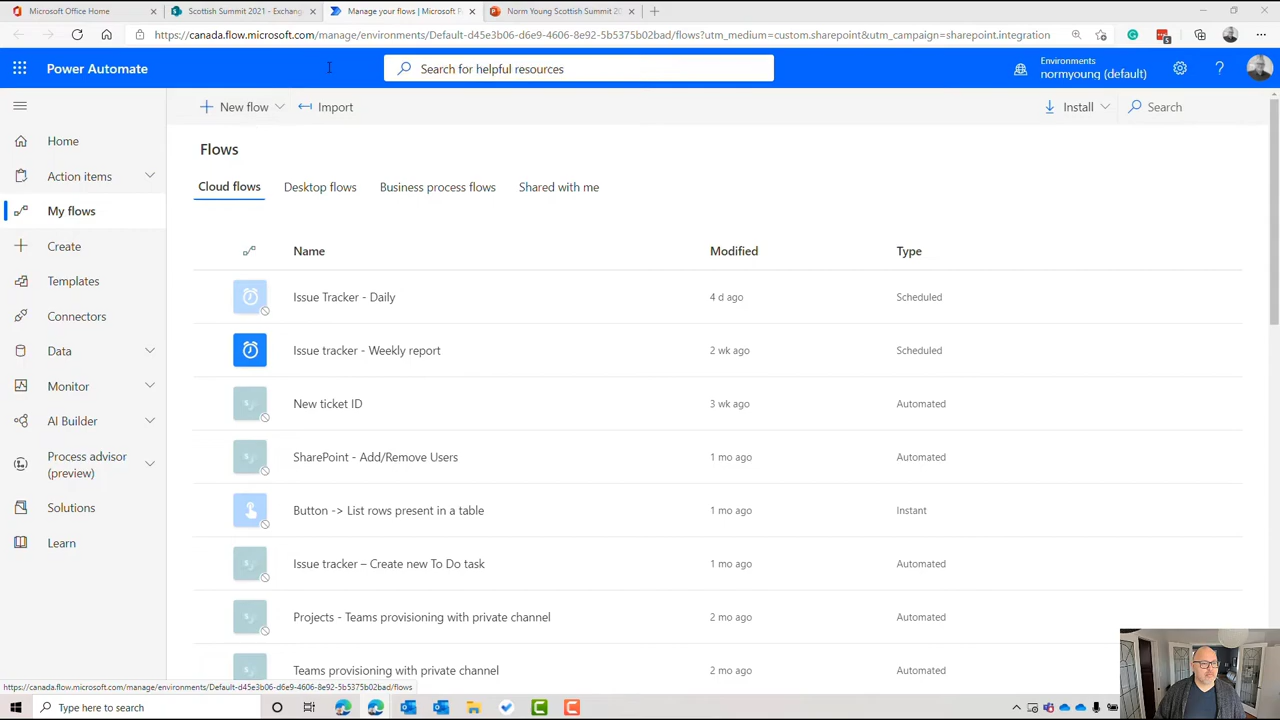 Microsoft Office Home
Scottish Summit 2021 - Exchang
Manage your flows | Microsoft P
Norm Young Scottish Summit 20
https://canada.flow.microsoft.com/manage/environments/Default-d45e3b06-d6e9-4606-8e92-5b5375bc02bad/flows?utm_medium=custom.sharepoint&utm_campaign=sharepoint.integration
Power Automate
Search for helpful resources
Environments
normyoung (default)
New flow
Import
Install
Search
Home
Action items
My flows
Create
Templates
Connectors
Data
Monitor
AI Builder
Process advisor
(preview)
Solutions
Learn
Flows
Cloud flows
Desktop flows
Business process flows
Shared with me
Name
Modified
Type
Issue Tracker - Daily
4 d ago
Scheduled
Issue tracker - Weekly report
2 wk ago
Scheduled
New ticket ID
3 wk ago
Automated
SharePoint - Add/Remove Users
1 mo ago
Automated
Button -> List rows present in a table
1 mo ago
Instant
Issue tracker – Create new To Do task
1 mo ago
Automated
Projects - Teams provisioning with private channel
2 mo ago
Automated
Teams provisioning with private channel
2 mo ago
Automated
https://canada.flow.microsoft.com/manage/environments/Default-d45e3b06-d6e9-4606-8e92-5b5375bc02bad/flows
Type here to search